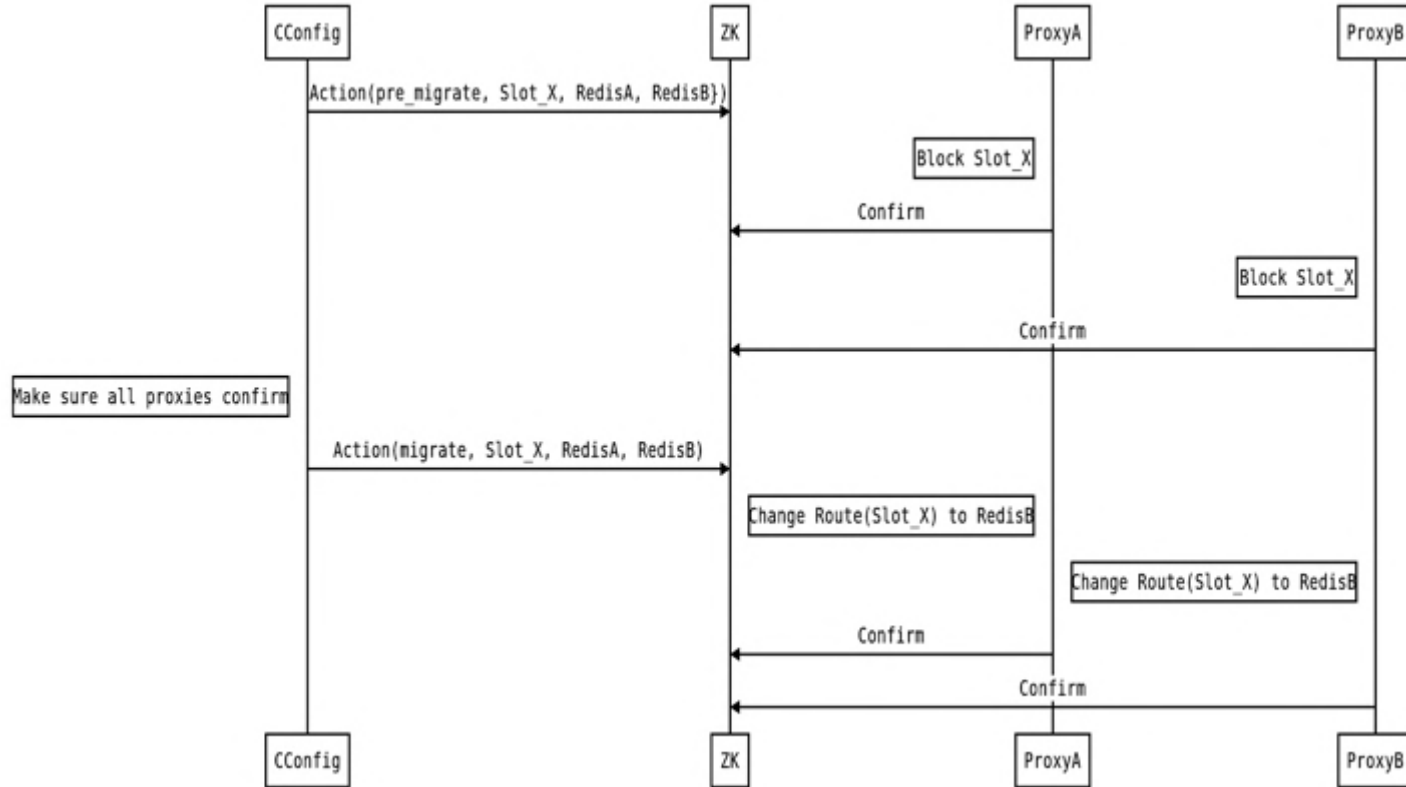 CConfig
ZK
ProxyA
ProxyB
Action(pre_migrate, Slot_X, RedisA, RedisB})
Block Slot_X
Confirm
Block Slot_X
Confirm
Make sure all proxies confirm
Action(migrate, Slot_X, RedisA, RedisB)
Change Route(Slot_X) to RedisB
Change Route(Slot_X) to RedisB
Confirm
Confirm
CConfig
ZK
ProxyA
ProxyB